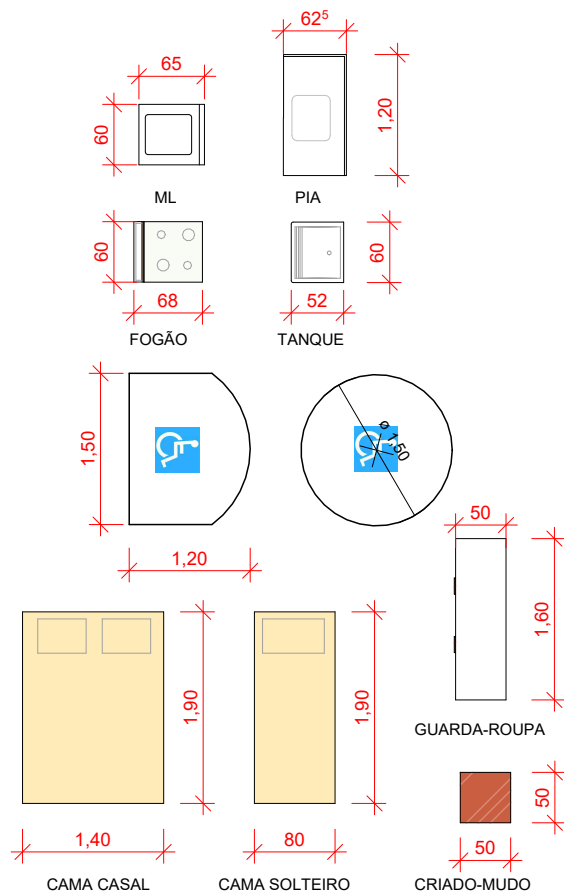 62⁵
65
60
1,20
ML
PIA
60
60
68
52
FOGÃO
TANQUE
1,50
ø 1,50
1,20
50
1,60
1,90
1,90
GUARDA-ROUPA
50
1,40
80
50
CAMA CASAL
CAMA SOLTEIRO
CRIADO-MUDO